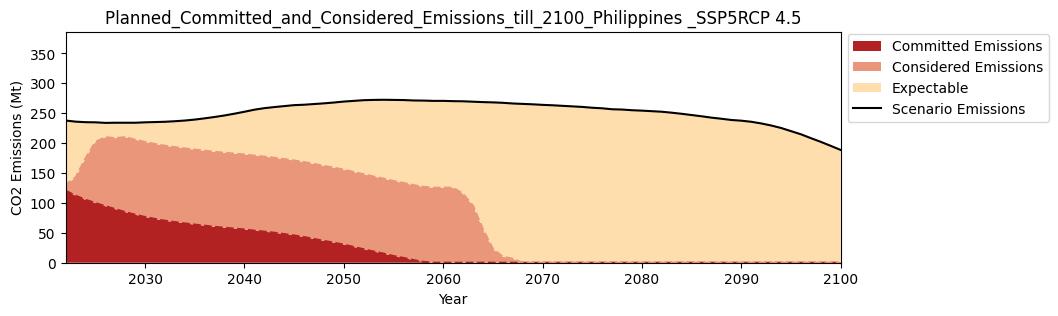 Planned_Committed_and_Considered_Emissions_till_2100_Philippines _SSP5RCP 4.5
CO2 Emissions (Mt)
350
300
250
200
150
100
50
0
2030 2040 2050 2060 2070 2080 2090 2100
Year
Committed Emissions
Considered Emissions
Expectable
Scenario Emissions